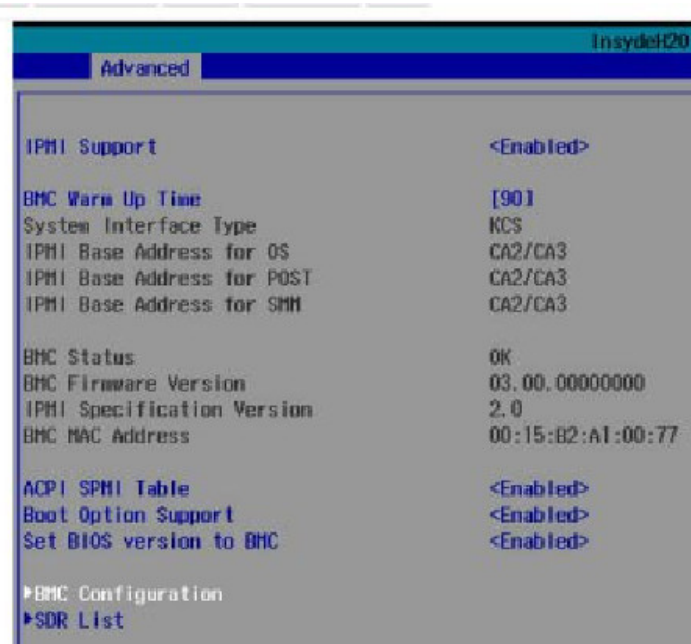 InsydeH20
Advanced
IPMI Support <Enabled>
BMC Warm Up Time [90]
System Interface Type KCS
IPMI Base Address for OS CA2/CA3
IPMI Base Address for POST CA2/CA3
IPMI Base Address for SMM CA2/CA3
BMC Status OK
BMC Firmware Version 03.00.00000000
IPMI Specification Version 2.0
BMC MAC Address 00:15:B2:A1:00:77
ACPI SPMI Table <Enabled>
Boot Option Support <Enabled>
Set BIOS version to BMC <Enabled>
▶BMC Configuration
▶SDR List